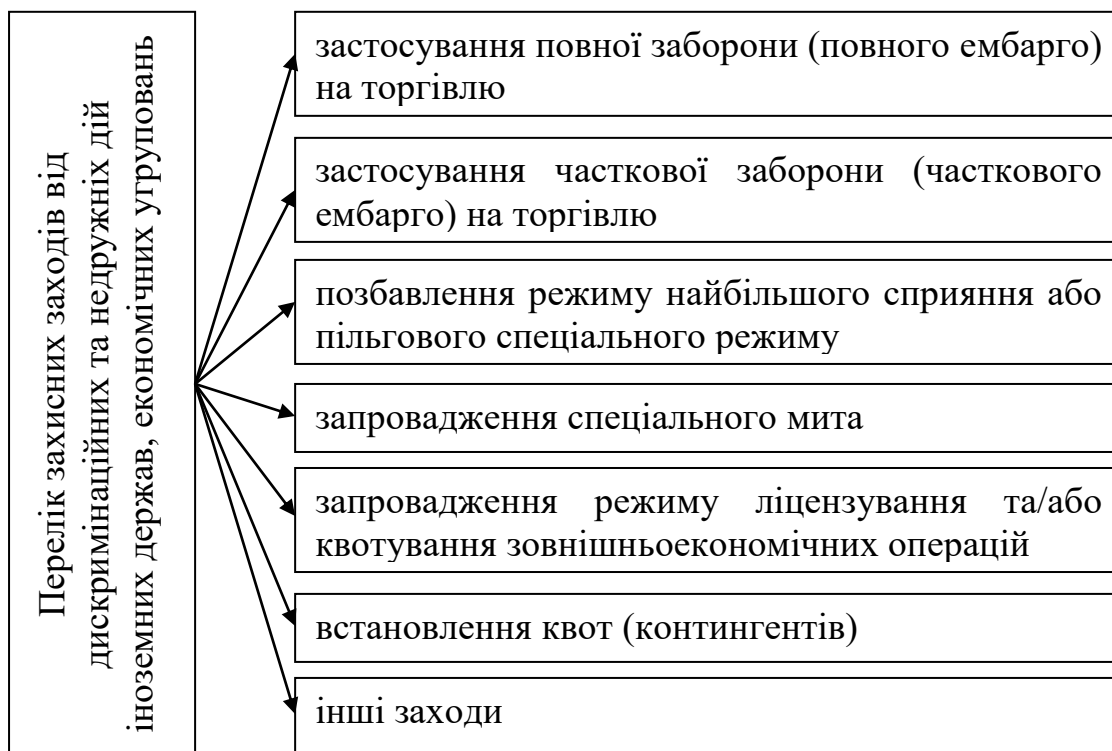 Перелік захисних заходів від
дискримінаційних та недружніх дій
іноземних держав, економічних угруповань
застосування повної заборони (повного ембарго)
на торгівлю
застосування часткової заборони (часткового
ембарго) на торгівлю
позбавлення режиму найбільшого сприяння або
пільгового спеціального режиму
запровадження спеціального мита
запровадження режиму ліцензування та/або
квотування зовнішньоекономічних операцій
встановлення квот (контингентів)
інші заходи